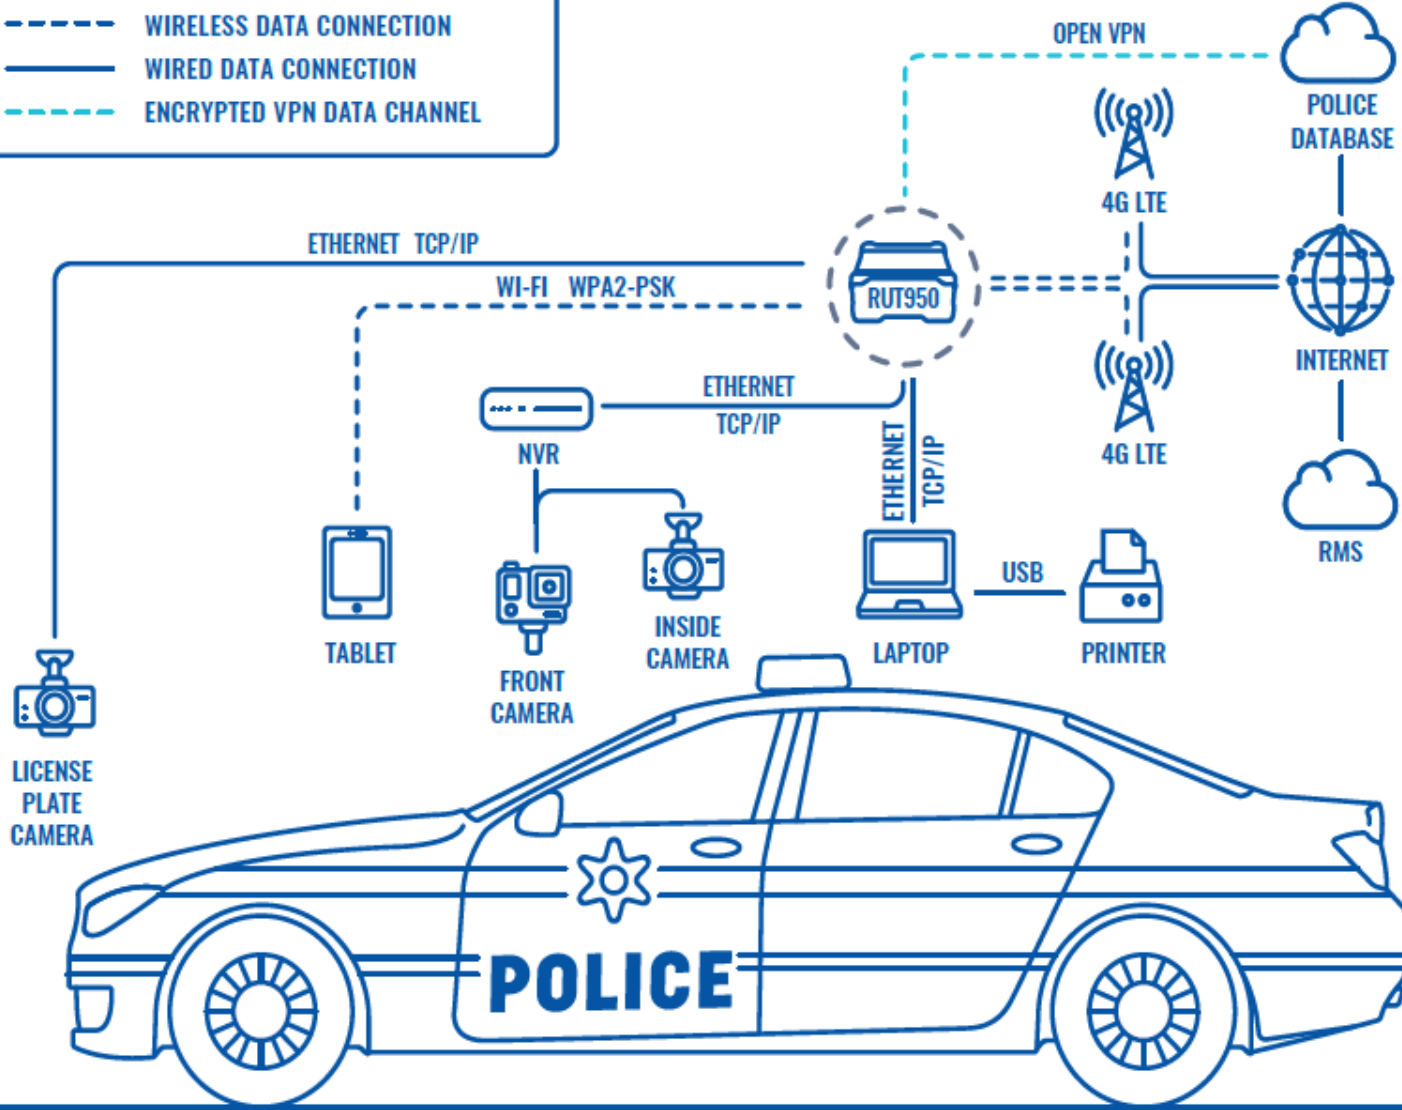 WIRELESS DATA CONNECTION
WIRED DATA CONNECTION
ENCRYPTED VPN DATA CHANNEL
OPEN VPN
POLICE
DATABASE
4G LTE
ETHERNET TCP/IP
WI-FI WPA2-PSK
RUT950
INTERNET
ETHERNET
TCP/IP
NVR
ETHERNET
TCP/IP
4G LTE
RMS
USB
TABLET
FRONT
CAMERA
INSIDE
CAMERA
LAPTOP
PRINTER
LICENSE
PLATE
CAMERA
POLICE